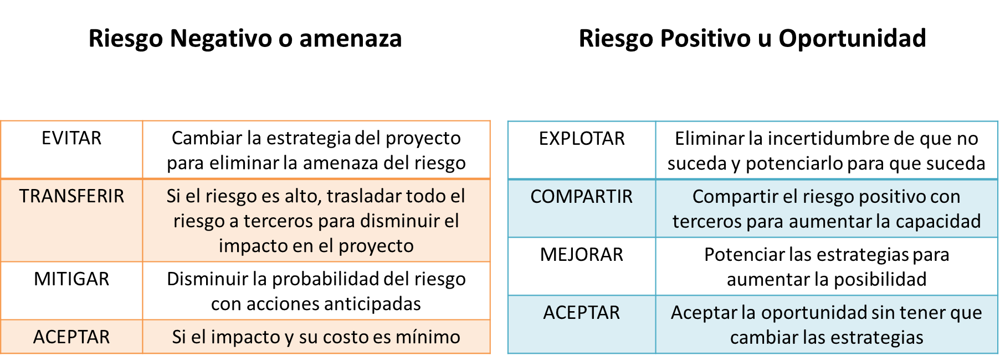 Riesgo Negativo o amenaza
EVITAR
Cambiar la estrategia del proyecto
para eliminar la amenaza del riesgo
TRANSFERIR
Si el riesgo es alto, trasladar todo el
riesgo a terceros para disminuir el
impacto en el proyecto
MITIGAR
Disminuir la probabilidad del riesgo
con acciones anticipadas
ACEPTAR
Si el impacto y su costo es mínimo
Riesgo Positivo u Oportunidad
EXPLOTAR
Eliminar la incertidumbre de que no
suceda y potenciarlo para que suceda
COMPARTIR
Compartir el riesgo positivo con
terceros para aumentar la capacidad
MEJORAR
Potenciar las estrategias para
aumentar la posibilidad
ACEPTAR
Aceptar la oportunidad sin tener que
cambiar las estrategias